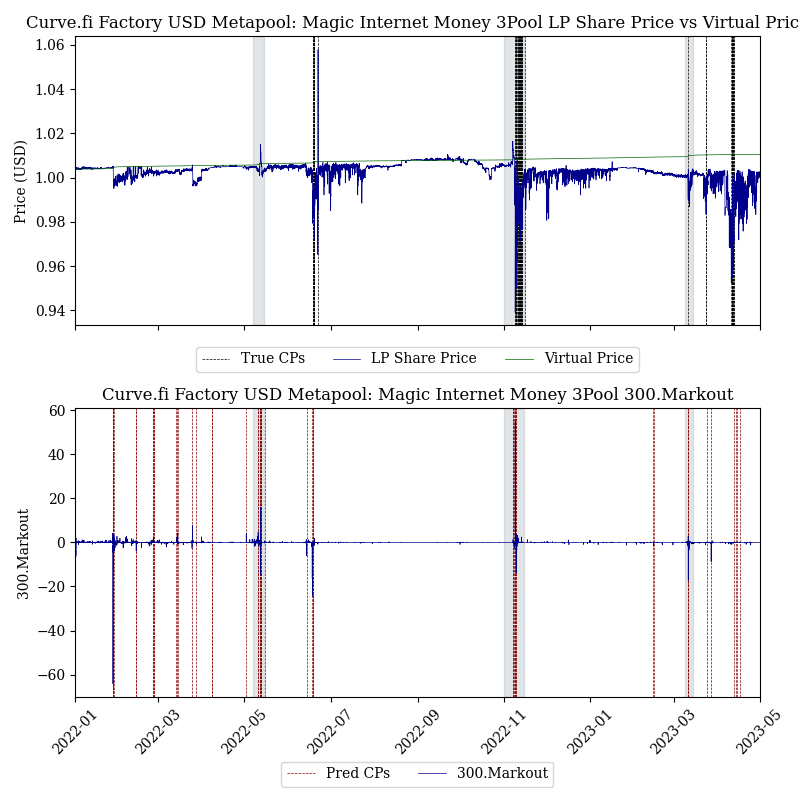 Curve.fi Factory USD Metapool: Magic Internet Money 3Pool LP Share Price vs Virtual Pric
1.06
1.04
1.02
1.00
0.98
0.96
0.94
Price (USD)
True CPs LP Share Price Virtual Price
Curve.fi Factory USD Metapool: Magic Internet Money 3Pool 300.Markout
60
40
20
0
−20
−40
−60
300.Markout
2022-01 2022-03 2022-05 2022-07 2022-09 2022-11 2023-01 2023-03 2023-05
Pred CPs 300.Markout